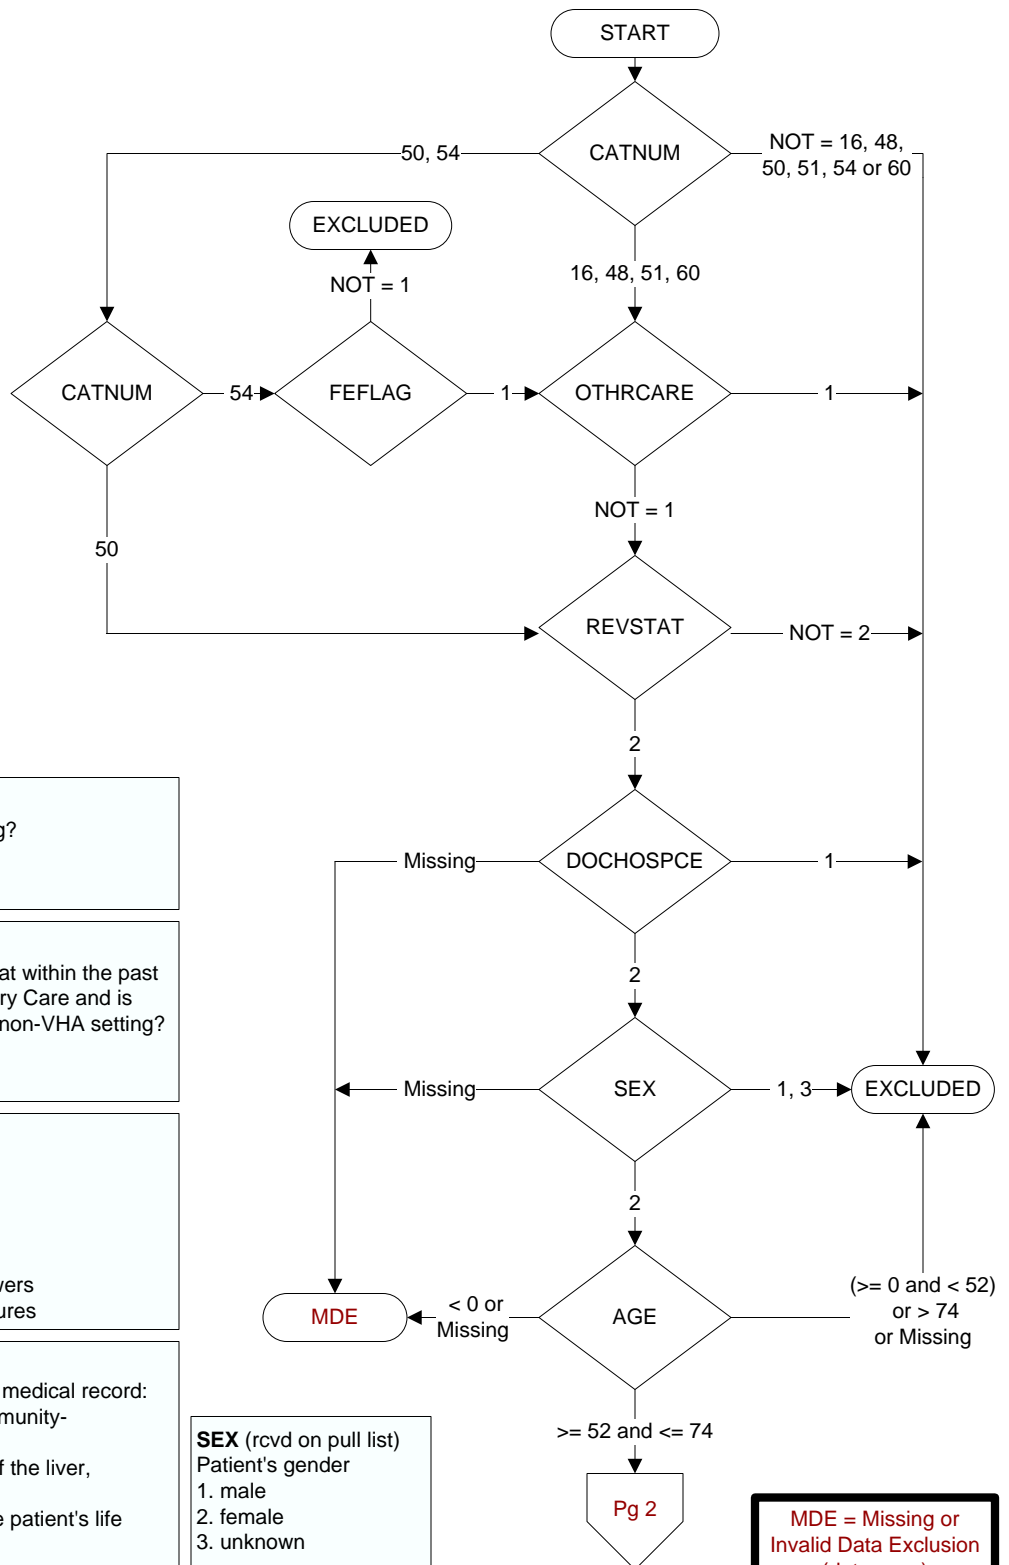 START
CATNUM
50, 54
NOT = 16, 48,
50, 51, 54 or 60
EXCLUDED
NOT = 1
16, 48, 51, 60
CATNUM
54
FEFLAG
1
OTHRCARE
1
NOT = 1
50
REVSTAT
NOT = 2
2
g?
Missing
DOCHOSPCE
1
at within the past
ry Care and is
non-VHA setting?
2
Missing
SEX
1, 3
EXCLUDED
2
wers
ures
MDE
< 0 or
Missing
AGE
(>= 0 and < 52)
or > 74
or Missing
medical record:
munity-
f the liver,
e patient's life
SEX (rcvd on pull list)
Patient's gender
1. male
2. female
3. unknown
>= 52 and <= 74
Pg 2
MDE = Missing or
Invalid Data Exclusion